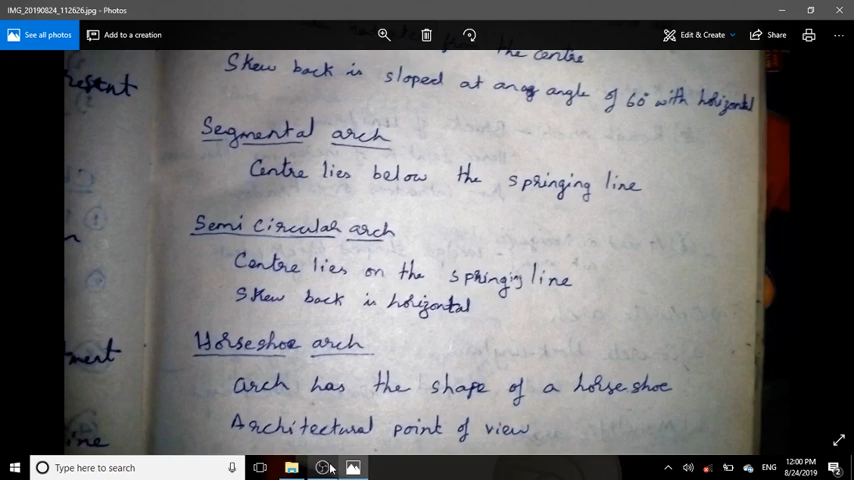 IMG_20190824_112626.jpg - Photos
See all photos
Add to a creation
Edit & Create
Share
the centre
Skew back is sloped at an angle of 60° with horizontal
Segmental arch
Centre lies below the springing line
Semi Circular arch
Centre lies on the springing line
Skew back is horizontal
Horseshoe arch
arch has the shape of a horseshoe
Architectural point of view
Type here to search
ENG
12:00 PM
8/24/2019
2